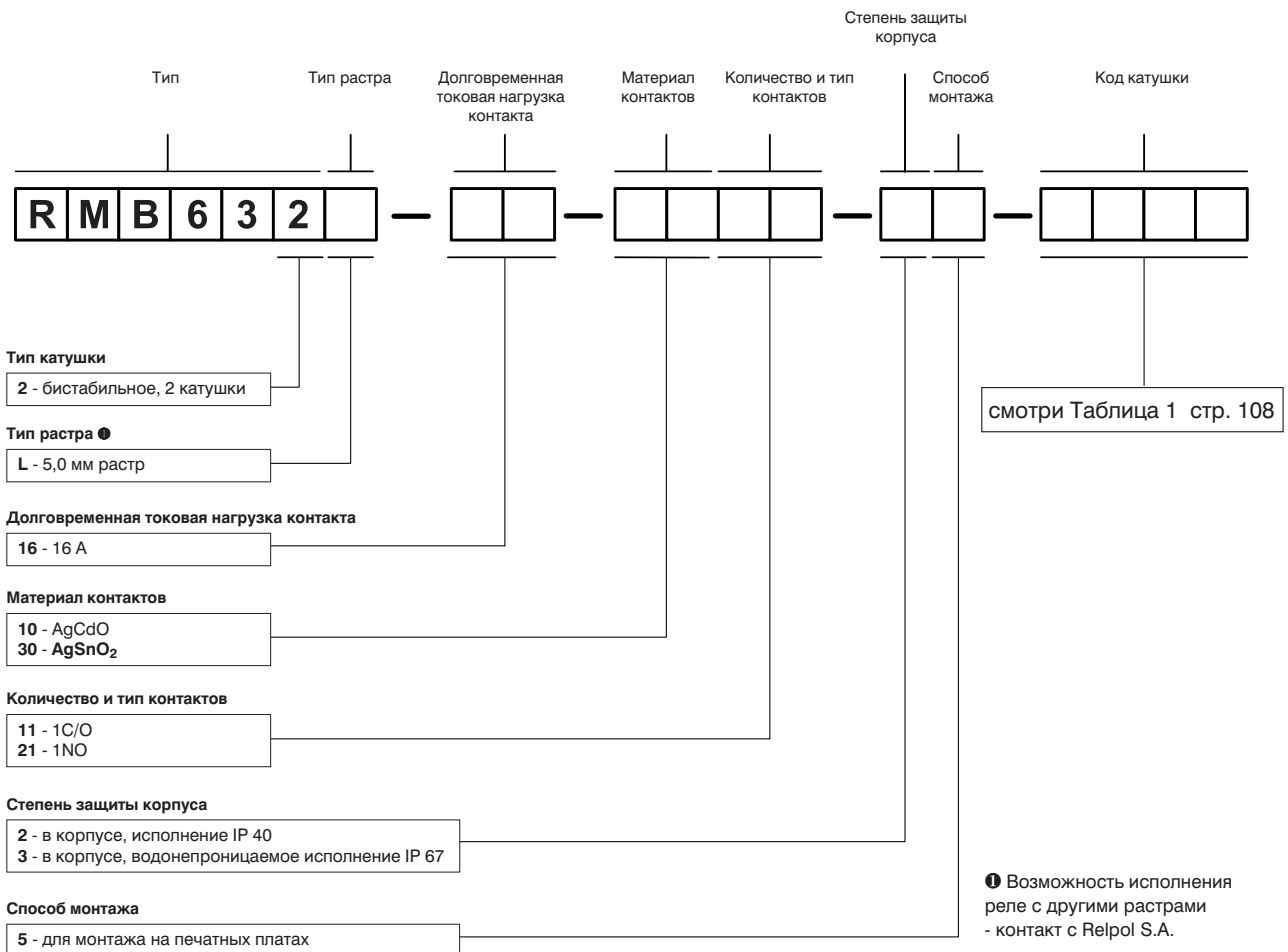 Степень защиты
корпуса
Тип
Тип растра
Долговременная
токовая нагрузка
контакта
Материал
контактов
Количество и тип
контактов
Способ
монтажа
Код катушки
R M B 6 3 2 — — — —
Тип катушки
2 - бистабильное, 2 катушки
смотри Таблица 1 стр. 108
Тип растра ❶
L - 5,0 мм растр
Долговременная токовая нагрузка контакта
16 - 16 A
Материал контактов
10 - AgCdO
30 - AgSnO₂
Количество и тип контактов
11 - 1C/O
21 - 1NO
Степень защиты корпуса
2 - в корпусе, исполнение IP 40
3 - в корпусе, водонепроницаемое исполнение IP 67
Способ монтажа
5 - для монтажа на печатных платах
❶ Возможность исполнения
реле с другими растрами
- контакт с Relpol S.A.